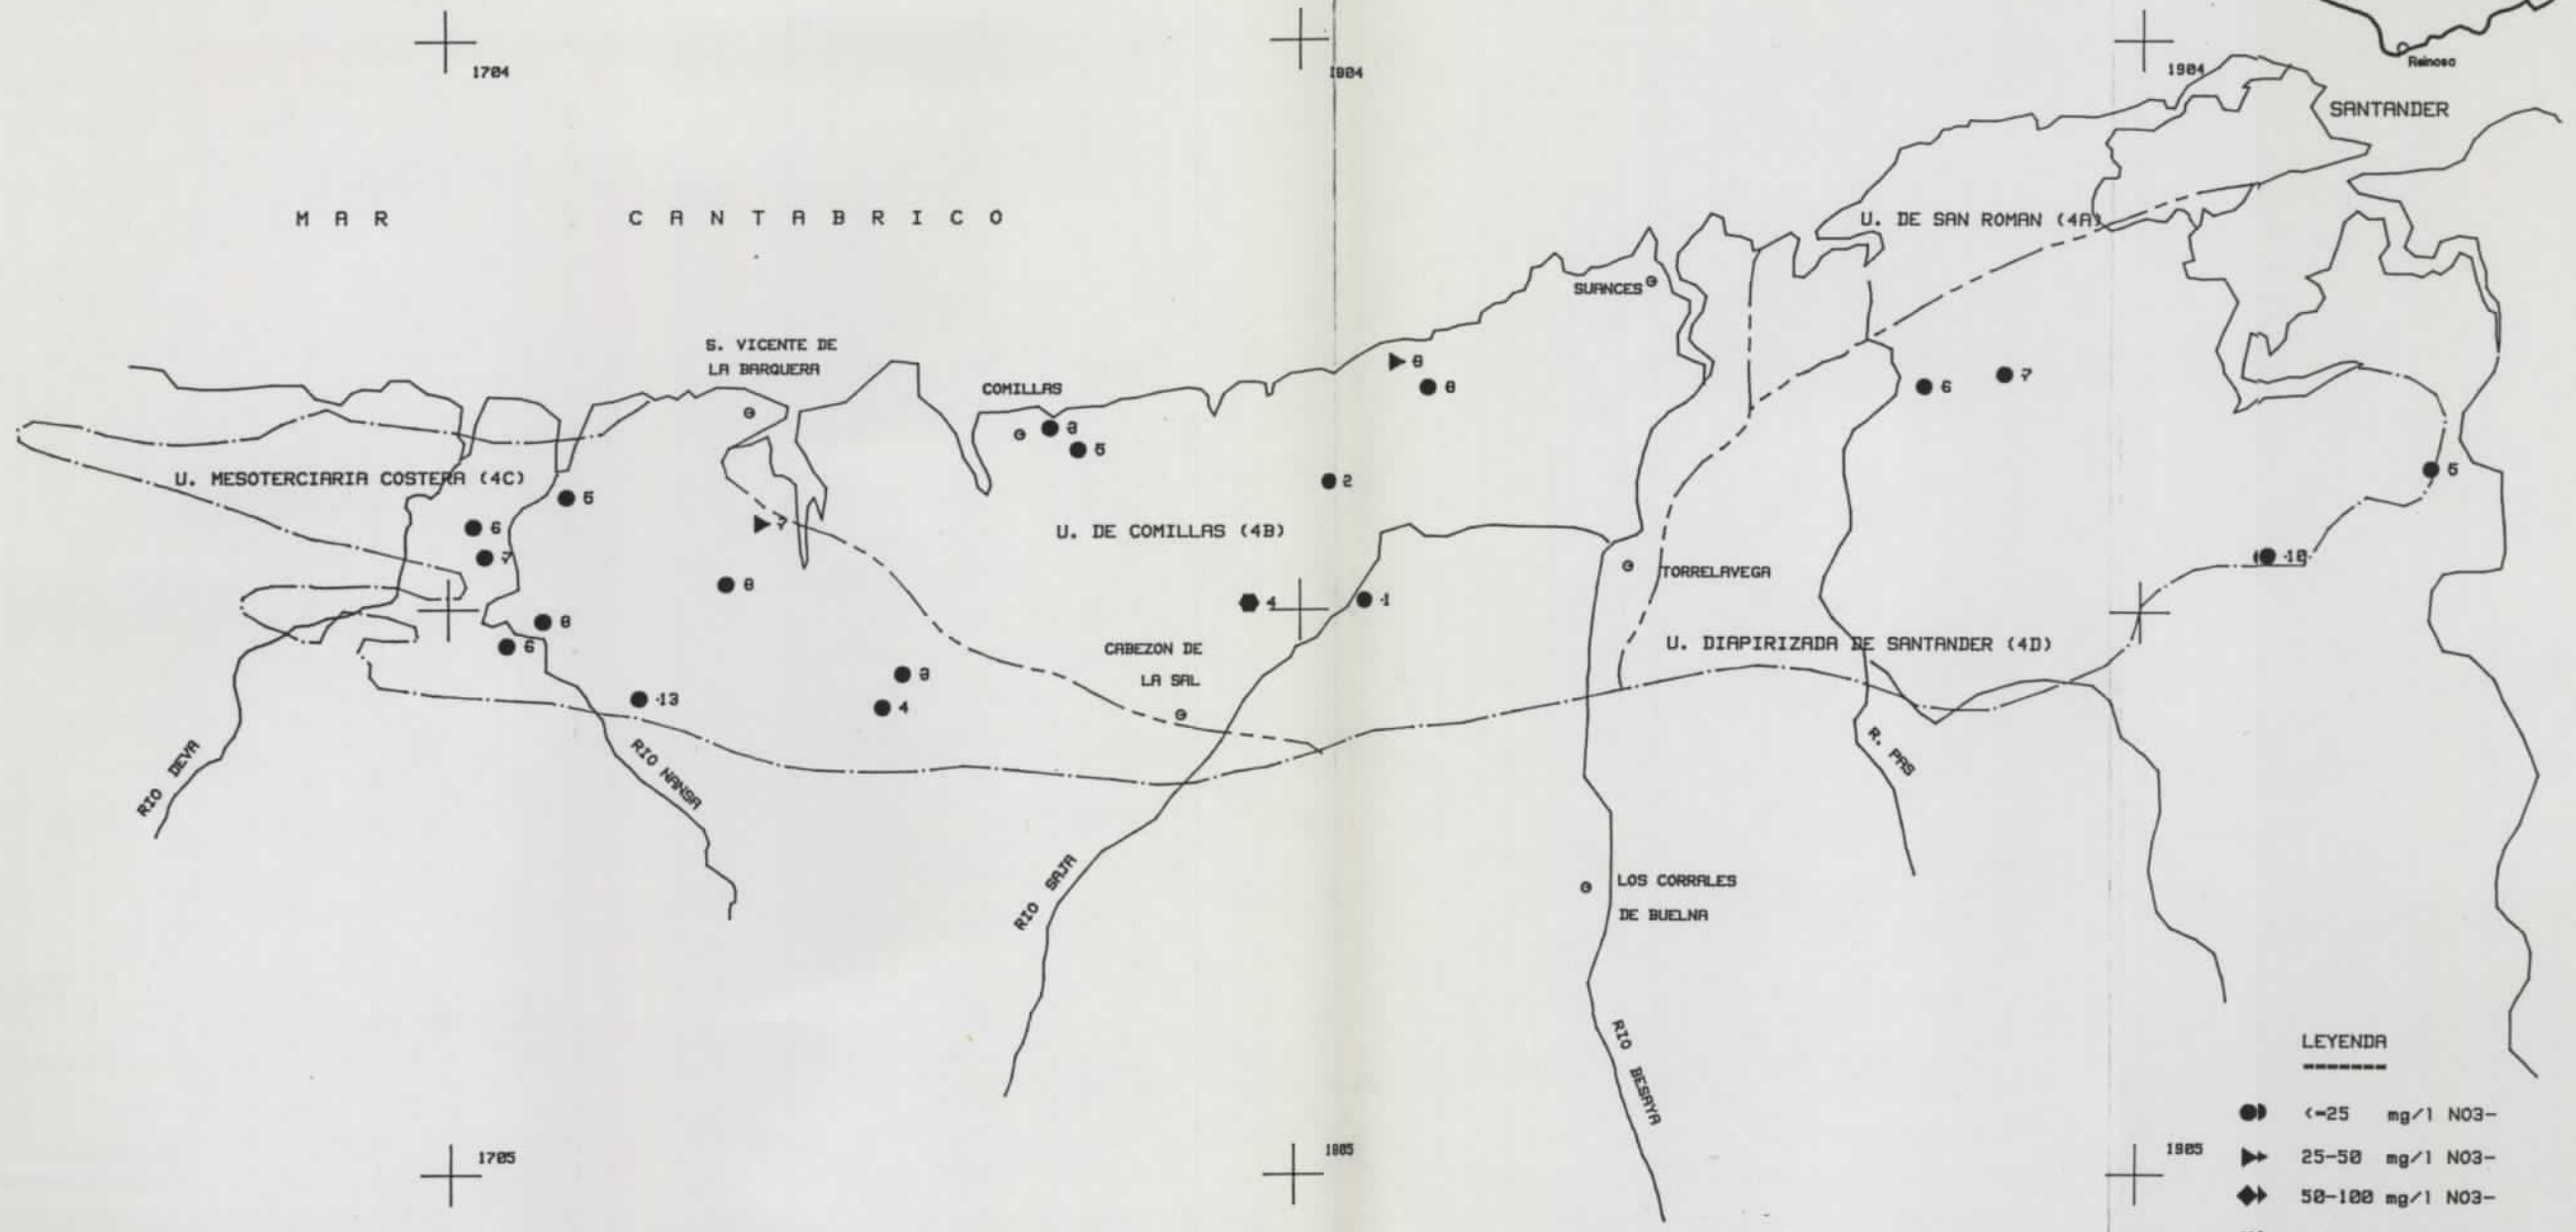 Reinosa
1704
1804
1904
SANTANDER
MAR CANTABRICO
U. DE SAN ROMAN (4A)
SUANCES
S. VICENTE DE
LA BARQUERA
COMILLAS
8
8
6
7
3
5
2
U. MESOTERCIARIA COSTERA (4C)
5
5
6
7
7
U. DE COMILLAS (4B)
10
TORRELAVEGA
8
4
1
8
6
U. DIAPIRIZADA DE SANTANDER (4D)
CABEZON DE
LA SAL
3
13
4
RIO DEVA
RIO NANSA
R. PAS
RIO SAJA
LOS CORRALES
DE BUELNA
RIO BESAYA
LEYENDA
-------
<=25 mg/l NO3-
25-50 mg/l NO3-
50-100 mg/l NO3-
1705
1805
1905